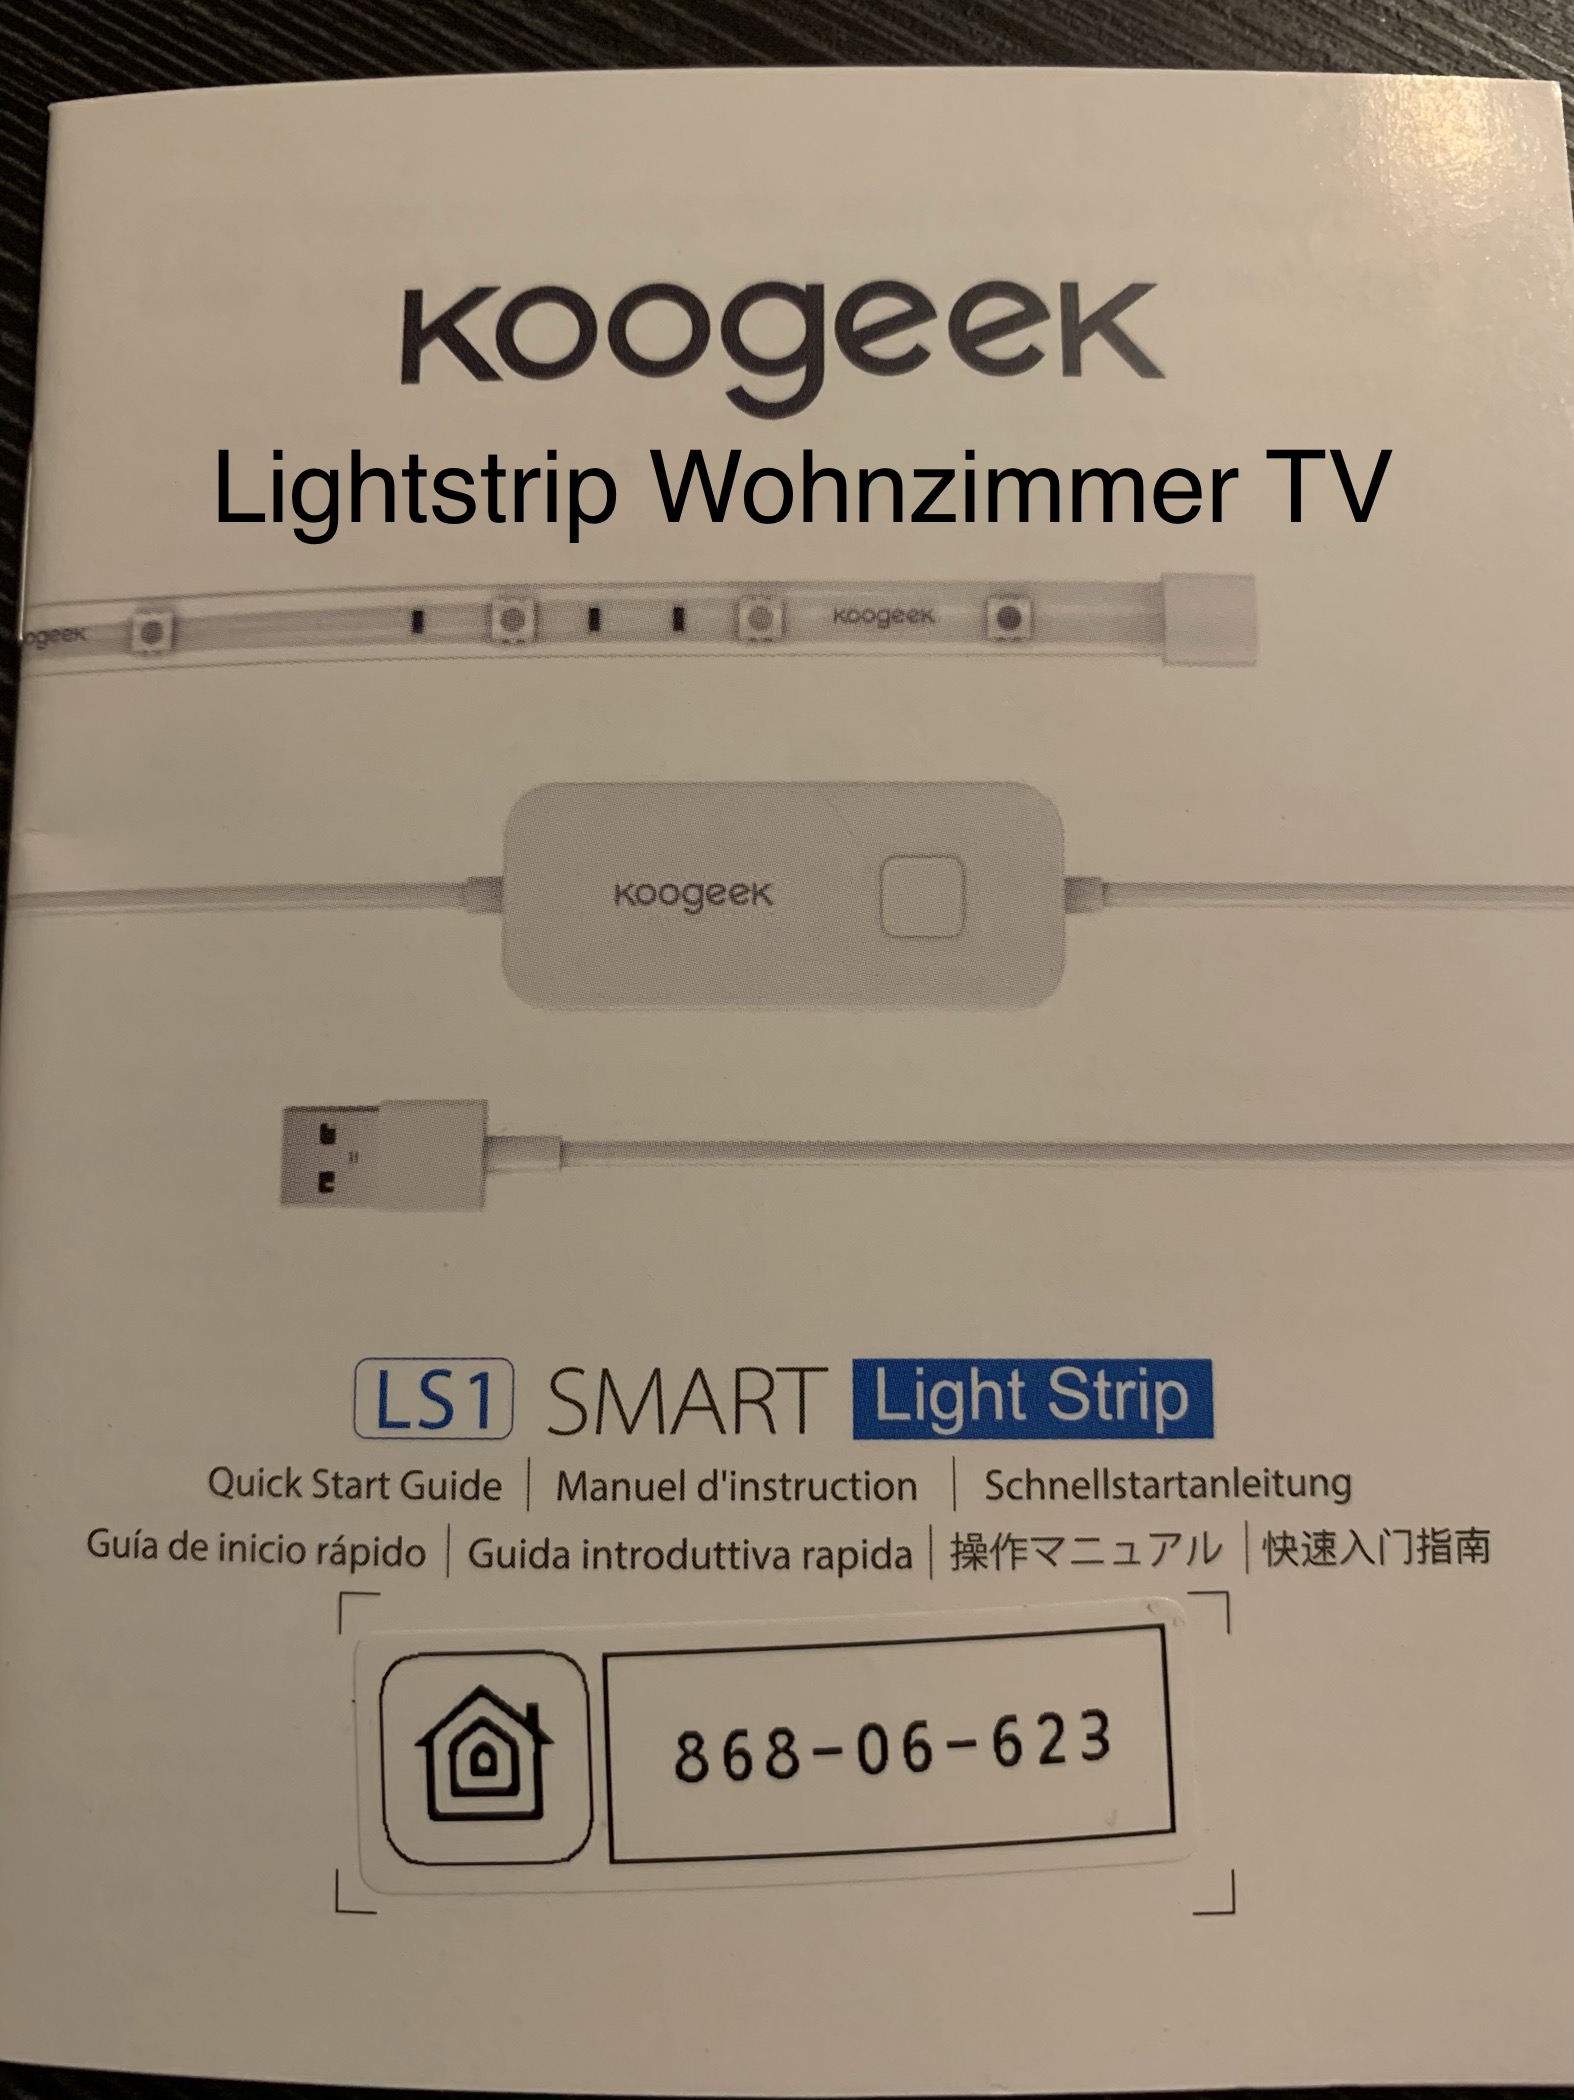 Koogeek
Lightstrip Wohnzimmer TV
ogeek Koogeek
Koogeek
LS1 SMART Light Strip
Quick Start Guide | Manuel d'instruction | Schnellstartanleitung
Guía de inicio rápido | Guida introduttiva rapida | 操作マニュアル | 快速入门指南
868-06-623